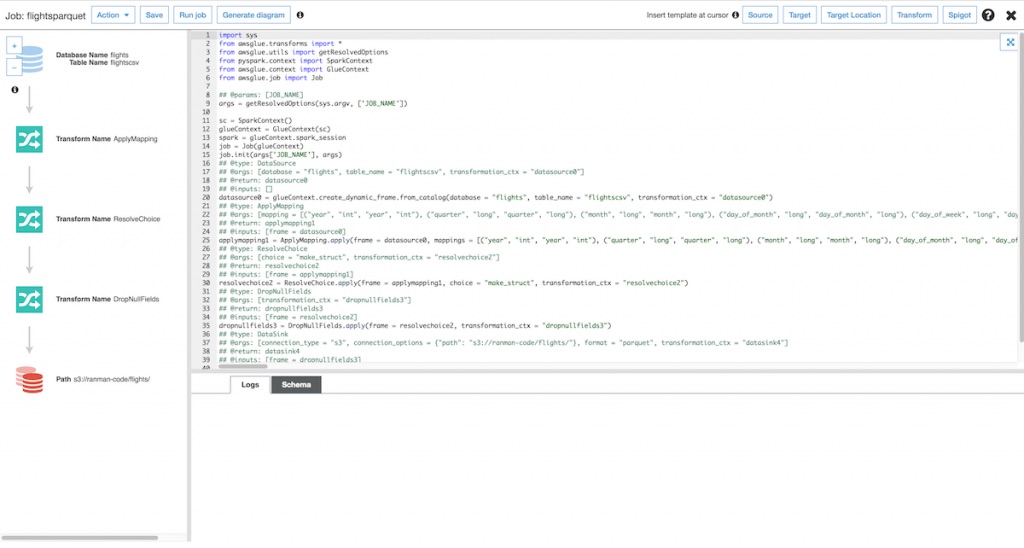 Job: flightsparquet Action Save Run job Generate diagram Insert template at cursor Source Target Target Location Transform Spigot
Database Name flights
Table Name flightscsv
Transform Name ApplyMapping
Transform Name ResolveChoice
Transform Name DropNullFields
Path s3://ranman-code/flights/
1 import sys
2 from awsglue.transforms import *
3 from awsglue.utils import getResolvedOptions
4 from pyspark.context import SparkContext
5 from awsglue.context import GlueContext
6 from awsglue.job import Job
7
8 ## @params: [JOB_NAME]
9 args = getResolvedOptions(sys.argv, ['JOB_NAME'])
10
11 sc = SparkContext()
12 glueContext = GlueContext(sc)
13 spark = glueContext.spark_session
14 job = Job(glueContext)
15 job.init(args['JOB_NAME'], args)
16 ## @type: DataSource
17 ## @args: [database = "flights", table_name = "flightscsv", transformation_ctx = "datasource0"]
18 ## @return: datasource0
19 ## @inputs: []
20 datasource0 = glueContext.create_dynamic_frame.from_catalog(database = "flights", table_name = "flightscsv", transformation_ctx = "datasource0")
21 ## @type: ApplyMapping
22 ## @args: [mapping = [("year", "int", "year", "int"), ("quarter", "long", "quarter", "long"), ("month", "long", "month", "long"), ("day_of_month", "long", "day_of_month", "long"), ("day_of_week", "long", "day
23 ## @return: applymapping1
24 ## @inputs: [frame = datasource0]
25 applymapping1 = ApplyMapping.apply(frame = datasource0, mappings = [("year", "int", "year", "int"), ("quarter", "long", "quarter", "long"), ("month", "long", "month", "long"), ("day_of_month", "long", "day_of
26 ## @type: ResolveChoice
27 ## @args: [choice = "make_struct", transformation_ctx = "resolvechoice2"]
28 ## @return: resolvechoice2
29 ## @inputs: [frame = applymapping1]
30 resolvechoice2 = ResolveChoice.apply(frame = applymapping1, choice = "make_struct", transformation_ctx = "resolvechoice2")
31 ## @type: DropNullFields
32 ## @args: [transformation_ctx = "dropnullfields3"]
33 ## @return: dropnullfields3
34 ## @inputs: [frame = resolvechoice2]
35 dropnullfields3 = DropNullFields.apply(frame = resolvechoice2, transformation_ctx = "dropnullfields3")
36 ## @type: DataSink
37 ## @args: [connection_type = "s3", connection_options = {"path": "s3://ranman-code/flights/"}, format = "parquet", transformation_ctx = "datasink4"]
38 ## @return: datasink4
39 ## @inputs: [frame = dropnullfields3]
40
Logs Schema